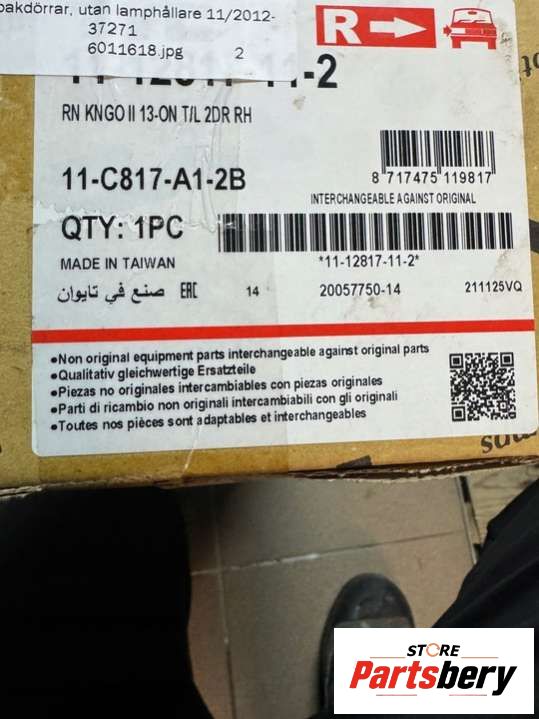 bakdörrar, utan lamphållare 11/2012-
37271
6011618.jpg 2
R
11-12817-11-2
RN KNGO II 13-ON T/L 2DR RH
11-C817-A1-2B
8 717475 119817
INTERCHANGEABLE AGAINST ORIGINAL
QTY: 1PC
MADE IN TAIWAN
*11-12817-11-2*
صنع في تايوان EAC 14 20057750-14 211125VQ
•Non original equipment parts interchangeable against original parts
•Qualitativ gleichwertige Ersatzteile
•Piezas no originales intercambiables con piezas originales
•Parti di ricambio non originali intercambiabili con gli originali
•Toutes nos pièces sont adaptables et interchangeables
STORE
Partsbery